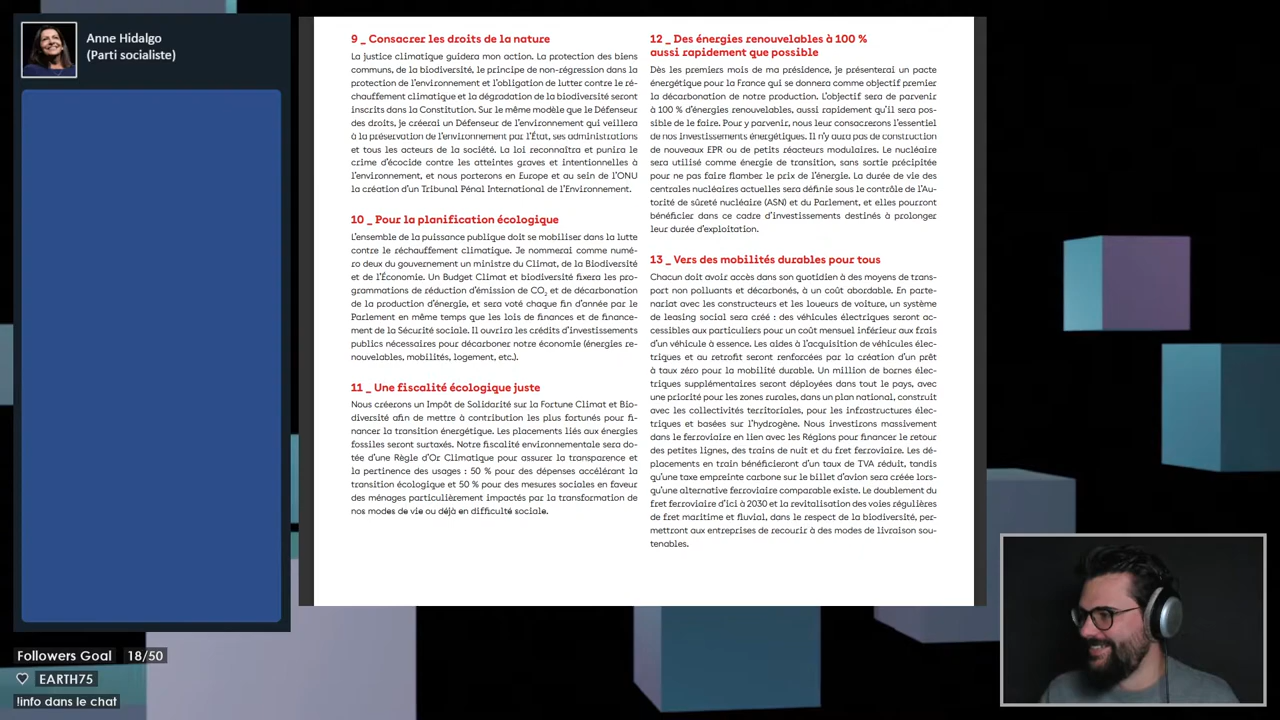 Anne Hidalgo
(Parti socialiste)
9 _ Consacrer les droits de la nature
La justice climatique guidera mon action. La protection des biens
communs, de la biodiversité, le principe de non-régression dans la
protection de l'environnement et l'obligation de lutter contre le ré-
chauffement climatique et la dégradation de la biodiversité seront
inscrits dans la Constitution. Sur le même modèle que le Défenseur
des droits, je créerai un Défenseur de l'environnement qui veillera
à la préservation de l'environnement par l'État, ses administrations
et tous les acteurs de la société. La loi reconnaîtra et punira le
crime d'écocide contre les atteintes graves et intentionnelles à
l'environnement, et nous porterons en Europe et au sein de l'ONU
la création d'un Tribunal Pénal International de l'Environnement.
10 _ Pour la planification écologique
L'ensemble de la puissance publique doit se mobiliser dans la lutte
contre le réchauffement climatique. Je nommerai comme numé-
ro deux du gouvernement un ministre du Climat, de la Biodiversité
et de l'Économie. Un Budget Climat et biodiversité fixera les pro-
grammations de réduction d'émission de CO₂ et de décarbonation
de la production d'énergie, et sera voté chaque fin d'année par le
Parlement en même temps que les lois de finances et de finance-
ment de la Sécurité sociale. Il ouvrira les crédits d'investissements
publics nécessaires pour décarboner notre économie (énergies re-
nouvelables, mobilités, logement, etc.).
11 _ Une fiscalité écologique juste
Nous créerons un Impôt de Solidarité sur la Fortune Climat et Bio-
diversité afin de mettre à contribution les plus fortunés pour fi-
nancer la transition énergétique. Les placements liés aux énergies
fossiles seront surtaxés. Notre fiscalité environnementale sera do-
tée d'une Règle d'Or Climatique pour assurer la transparence et
la pertinence des usages : 50 % pour des dépenses accélérant la
transition écologique et 50 % pour des mesures sociales en faveur
des ménages particulièrement impactés par la transformation de
nos modes de vie ou déjà en difficulté sociale.
12 _ Des énergies renouvelables à 100 %
aussi rapidement que possible
Dès les premiers mois de ma présidence, je présenterai un pacte
énergétique pour la France qui se donnera comme objectif premier
la décarbonation de notre production. L'objectif sera de parvenir
à 100 % d'énergies renouvelables, aussi rapidement qu'il sera pos-
sible de le faire. Pour y parvenir, nous leur consacrerons l'essentiel
de nos investissements énergétiques. Il n'y aura pas de construction
de nouveaux EPR ou de petits réacteurs modulaires. Le nucléaire
sera utilisé comme énergie de transition, sans sortie précipitée
pour ne pas faire flamber le prix de l'énergie. La durée de vie des
centrales nucléaires actuelles sera définie sous le contrôle de l'Au-
torité de sûreté nucléaire (ASN) et du Parlement, et elles pourront
bénéficier dans ce cadre d'investissements destinés à prolonger
leur durée d'exploitation.
13 _ Vers des mobilités durables pour tous
Chacun doit avoir accès dans son quotidien à des moyens de trans-
port non polluants et décarbonés, à un coût abordable. En parte-
nariat avec les constructeurs et les loueurs de voiture, un système
de leasing social sera créé : des véhicules électriques seront ac-
cessibles aux particuliers pour un coût mensuel inférieur aux frais
d'un véhicule à essence. Les aides à l'acquisition de véhicules élec-
triques et au retrofit seront renforcées par la création d'un prêt
à taux zéro pour la mobilité durable. Un million de bornes élec-
triques supplémentaires seront déployées dans tout le pays, avec
une priorité pour les zones rurales, dans un plan national, construit
avec les collectivités territoriales, pour les infrastructures élec-
triques et basées sur l'hydrogène. Nous investirons massivement
dans le ferroviaire en lien avec les Régions pour financer le retour
des petites lignes, des trains de nuit et du fret ferroviaire. Les dé-
placements en train bénéficieront d'un taux de TVA réduit, tandis
qu'une taxe empreinte carbone sur le billet d'avion sera créée lors-
qu'une alternative ferroviaire comparable existe. Le doublement du
fret ferroviaire d'ici à 2030 et la revitalisation des voies régulières
de fret maritime et fluvial, dans le respect de la biodiversité, per-
mettront aux entreprises de recourir à des modes de livraison sou-
tenables.
Followers Goal 18/50
EARTH75
!info dans le chat